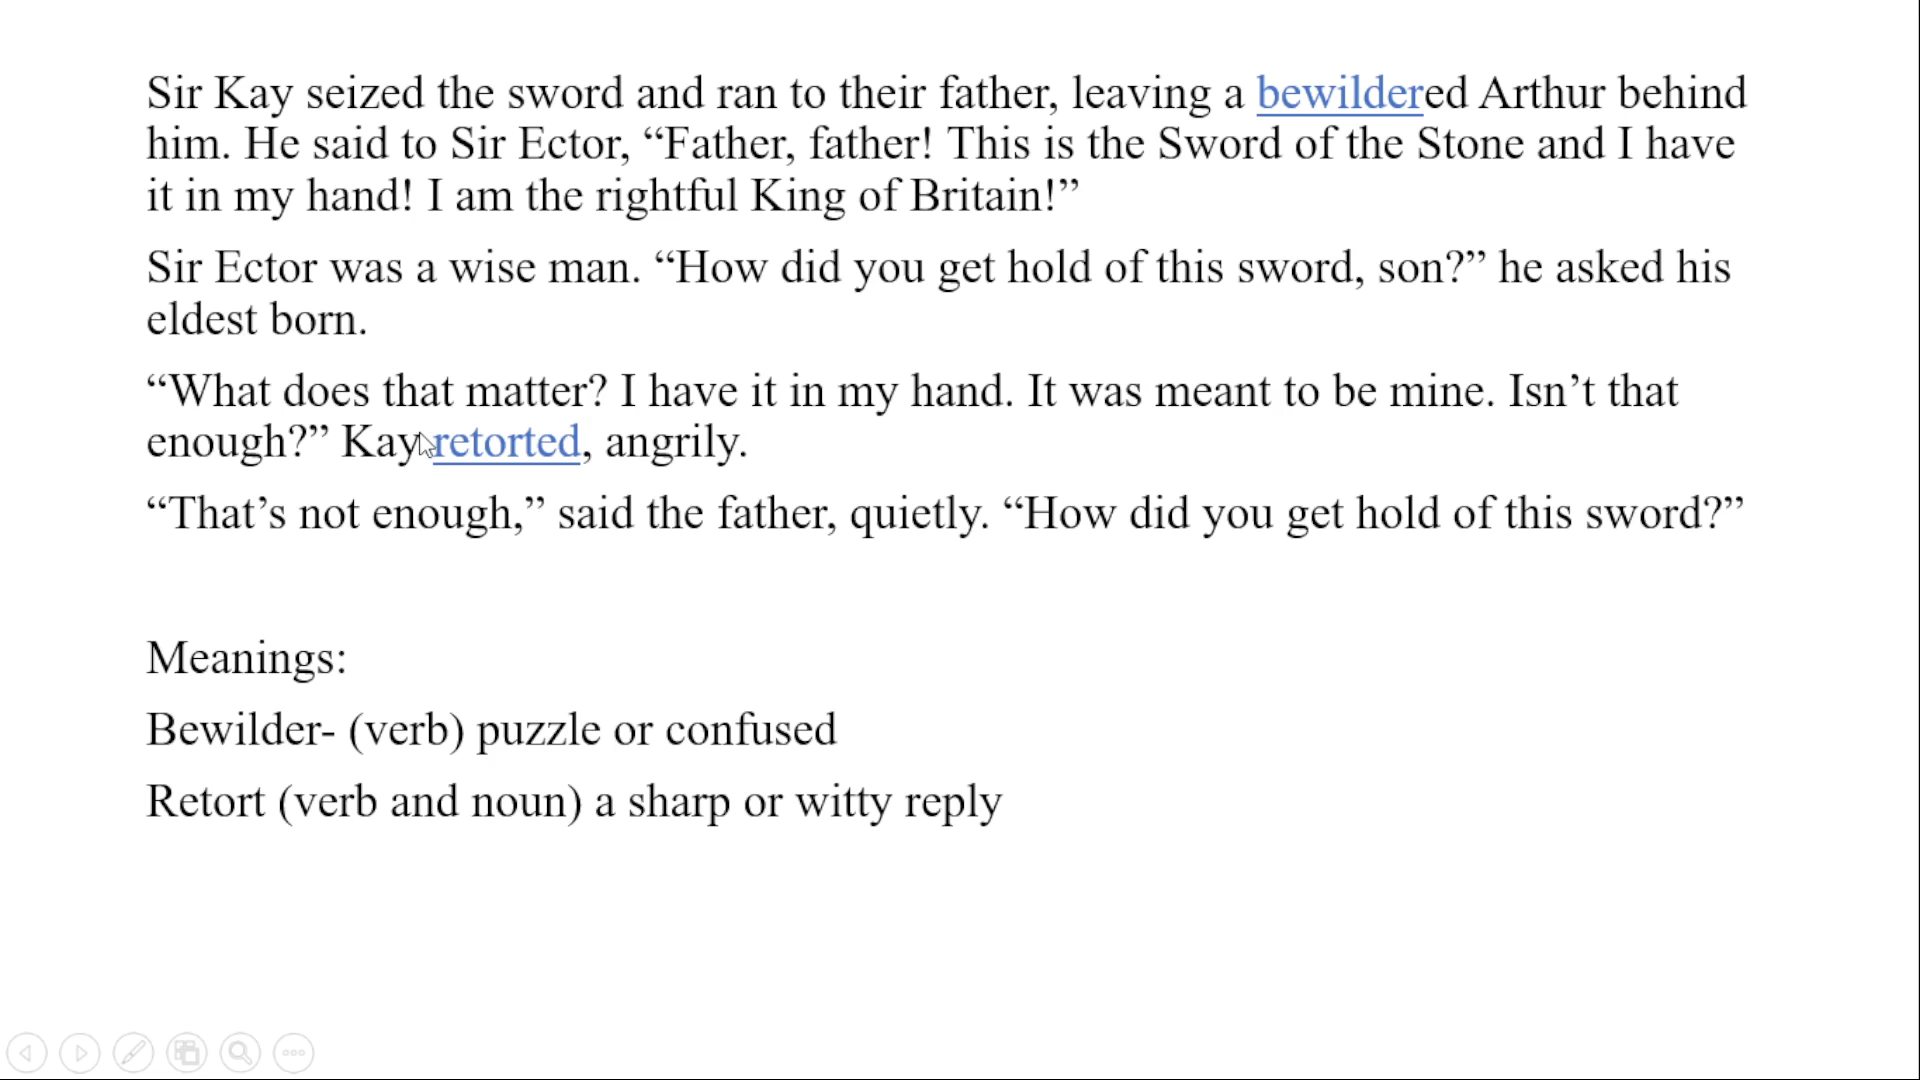 Sir Kay seized the sword and ran to their father, leaving a bewildered Arthur behind
him. He said to Sir Ector, “Father, father! This is the Sword of the Stone and I have
it in my hand! I am the rightful King of Britain!”
Sir Ector was a wise man. “How did you get hold of this sword, son?” he asked his
eldest born.
“What does that matter? I have it in my hand. It was meant to be mine. Isn’t that
enough?” Kay retorted, angrily.
“That’s not enough,” said the father, quietly. “How did you get hold of this sword?”
Meanings:
Bewilder- (verb) puzzle or confused
Retort (verb and noun) a sharp or witty reply